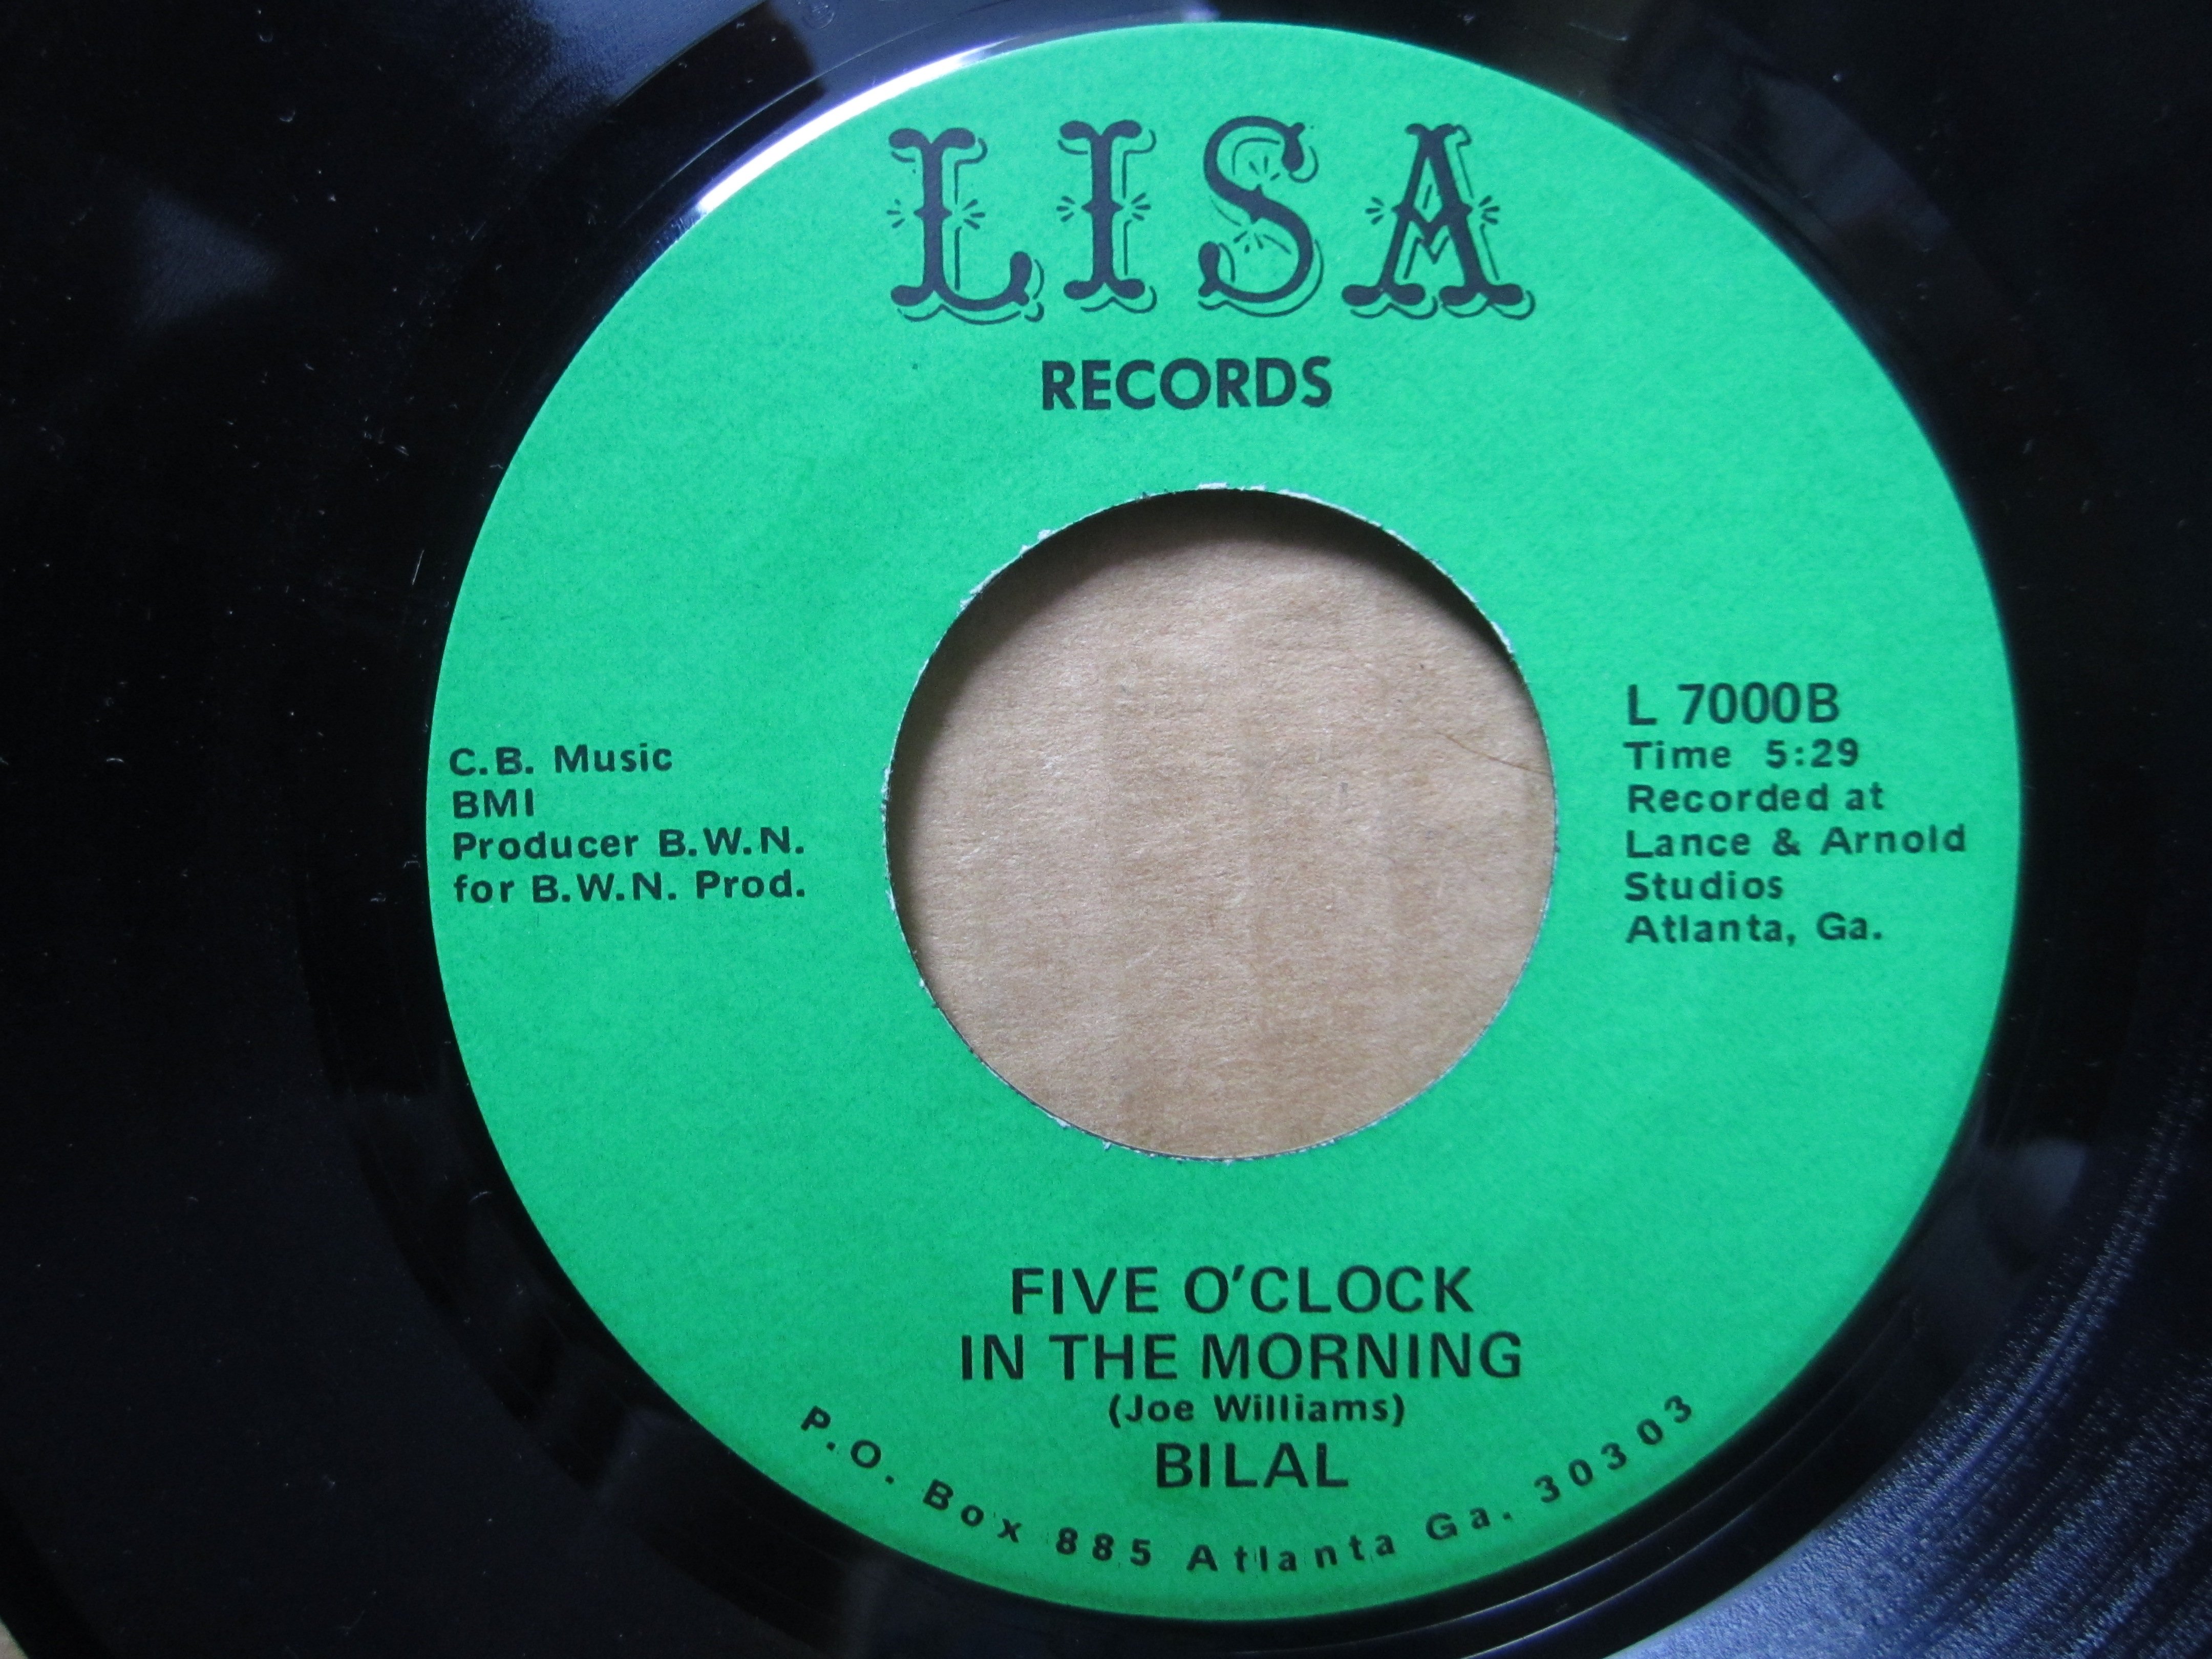 LISA
RECORDS
C.B. Music
BMI
Producer B.W.N.
for B.W.N. Prod.
L 7000B
Time 5:29
Recorded at
Lance & Arnold
Studios
Atlanta, Ga.
FIVE O'CLOCK
IN THE MORNING
(Joe Williams)
BILAL
P.O. Box 885 Atlanta Ga. 30303